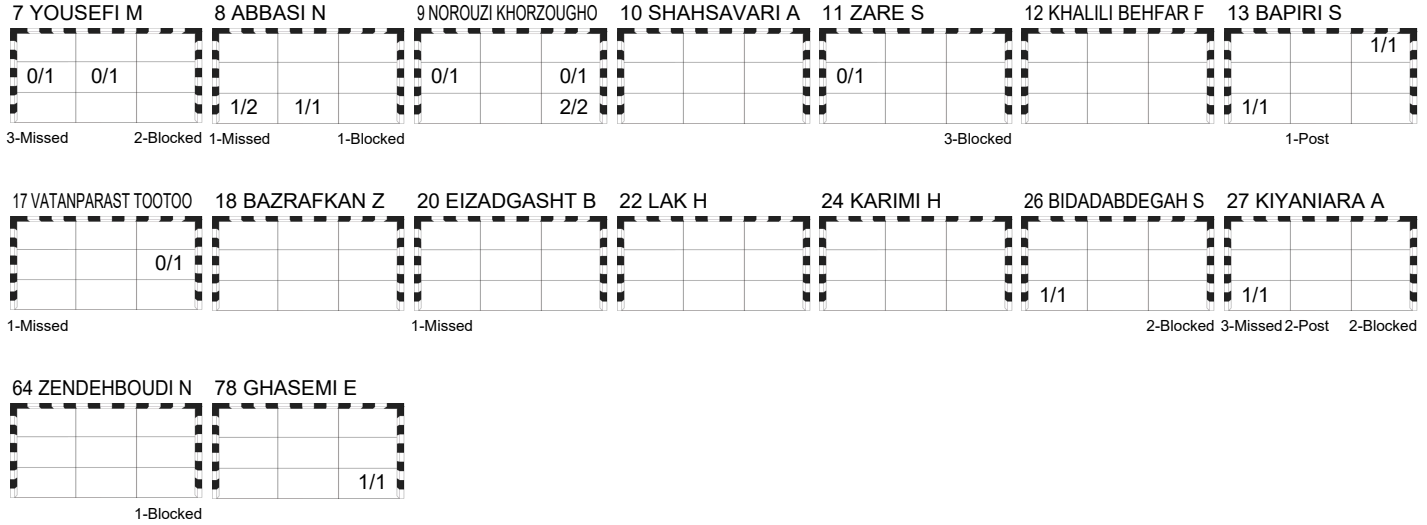 7 YOUSEFI M 8 ABBASI N 9 NOROUZI KHORZOUGHO 10 SHAHSAVARI A 11 ZARE S 12 KHALILI BEHFAR F 13 BAPIRI S
1/1
0/1 0/1 0/1 0/1 0/1
1/2 1/1 2/2 1/1
3-Missed 2-Blocked 1-Missed 1-Blocked 3-Blocked 1-Post
17 VATANPARAST TOOTOO 18 BAZRAFKAN Z 20 EIZADGASHT B 22 LAK H 24 KARIMI H 26 BIDADABDEGAH S 27 KIYANIARA A
0/1
1/1 1/1
1-Missed 1-Missed 2-Blocked 3-Missed 2-Post 2-Blocked
64 ZENDEHBOUDI N 78 GHASEMI E
1/1
1-Blocked